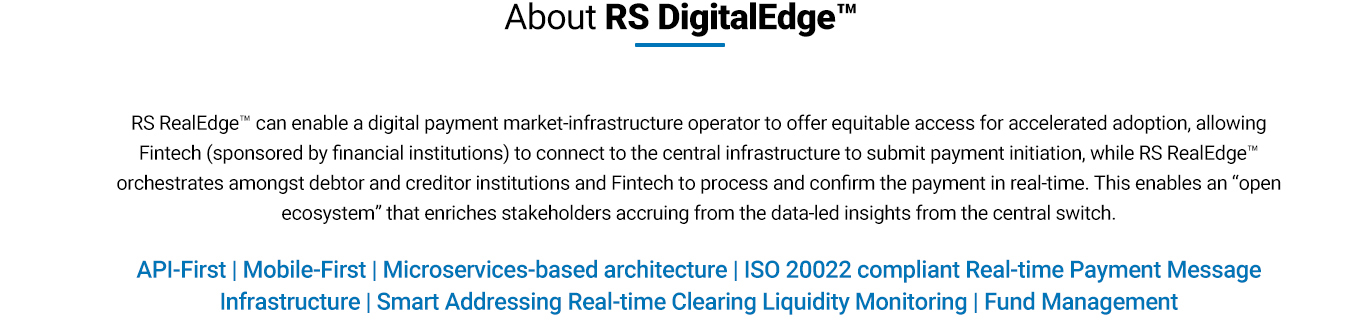 About RS DigitalEdge™
RS RealEdge™ can enable a digital payment market-infrastructure operator to offer equitable access for accelerated adoption, allowing
Fintech (sponsored by financial institutions) to connect to the central infrastructure to submit payment initiation, while RS RealEdge™
orchestrates amongst debtor and creditor institutions and Fintech to process and confirm the payment in real-time. This enables an “open
ecosystem” that enriches stakeholders accruing from the data-led insights from the central switch.
API-First | Mobile-First | Microservices-based architecture | ISO 20022 compliant Real-time Payment Message
Infrastructure | Smart Addressing Real-time Clearing Liquidity Monitoring | Fund Management